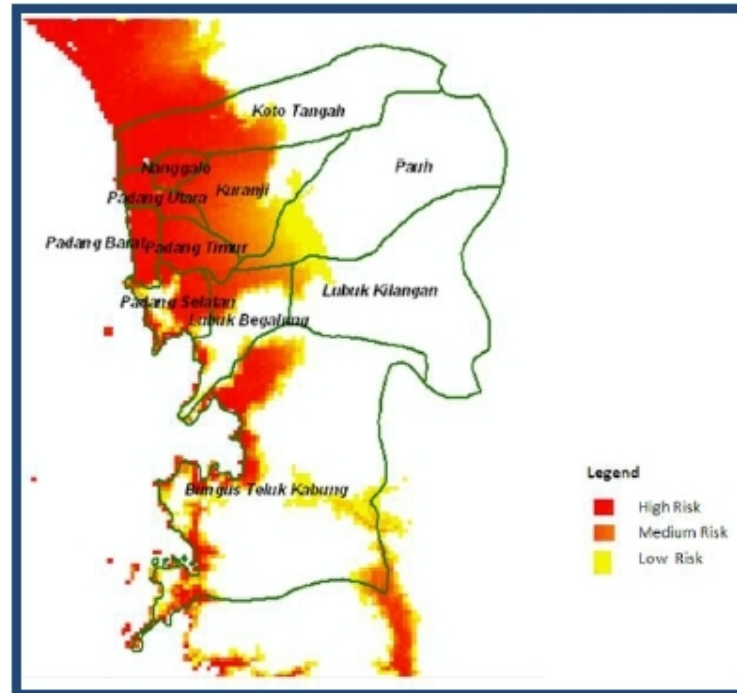 Koto Tangah
Nanggalo
Pauh
Kuranji
Padang Utara
Padang Barat
Padang Timur
Lubuk Kilangan
Padang Selatan
Lubuk Begalung
Bungus Teluk Kabung
Legend
High Risk
Medium Risk
Low Risk